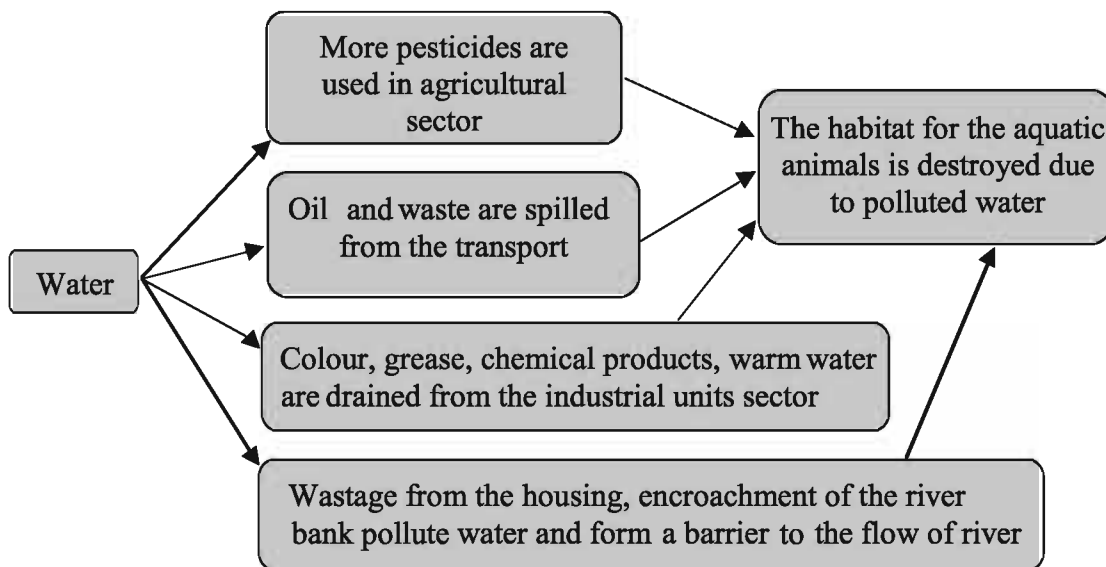 Water
More pesticides are
used in agricultural
sector
Oil and waste are spilled
from the transport
Colour, grease, chemical products, warm water
are drained from the industrial units sector
Wastage from the housing, encroachment of the river
bank pollute water and form a barrier to the flow of river
The habitat for the aquatic
animals is destroyed due
to polluted water